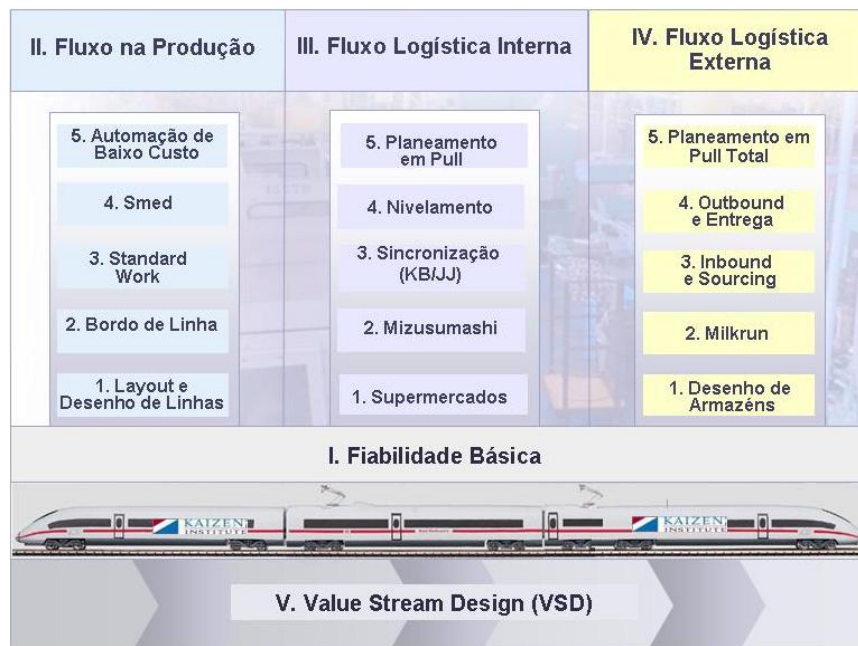 II. Fluxo na Produção
III. Fluxo Logística Interna
IV. Fluxo Logística
Externa
5. Automação de
Baixo Custo
4. Smed
3. Standard
Work
2. Bordo de Linha
1. Layout e
Desenho de Linhas
5. Planeamento
em Pull
4. Nivelamento
3. Sincronização
(KB/JJ)
2. Mizusumashi
1. Supermercados
5. Planeamento em
Pull Total
4. Outbound
e Entrega
3. Inbound
e Sourcing
2. Milkrun
1. Desenho de
Armazéns
I. Fiabilidade Básica
KAIZEN
INSTITUTE
KAIZEN
INSTITUTE
V. Value Stream Design (VSD)